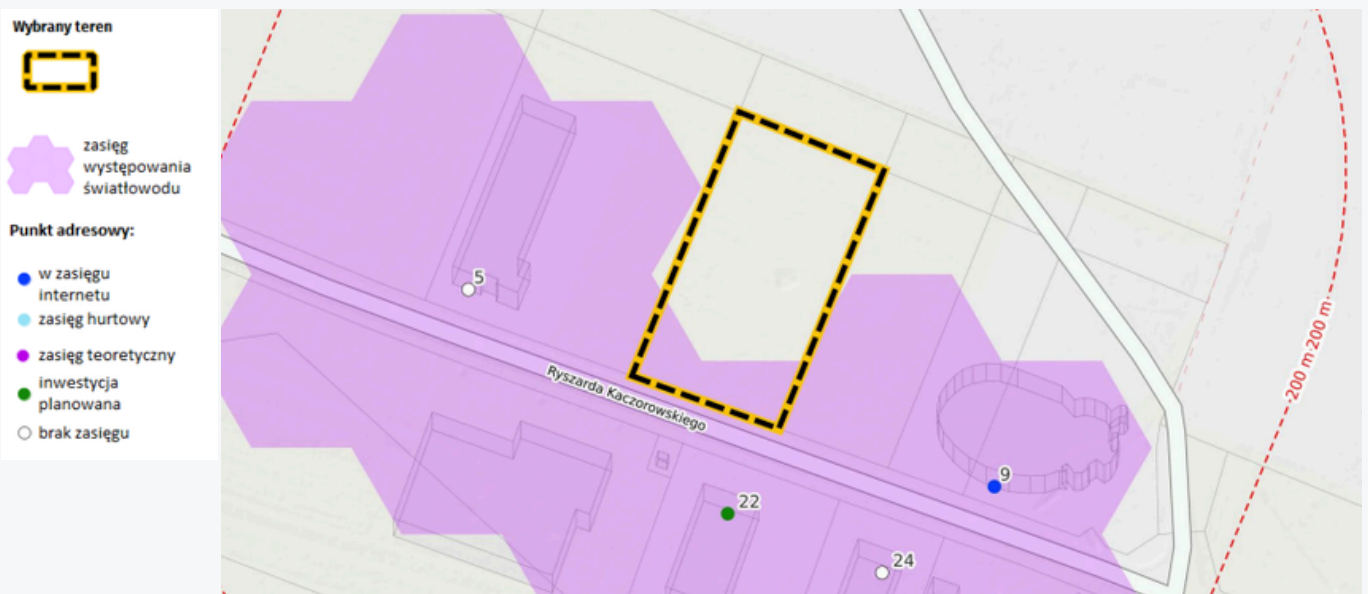 Wybrany teren
zasięg
występowania
światłowodu
Punkt adresowy:
w zasięgu
internetu
zasięg hurtowy
zasięg teoretyczny
inwestycja
planowana
brak zasięgu
5
Ryszarda Kaczorowskiego
9
22
24
200 m 200 m